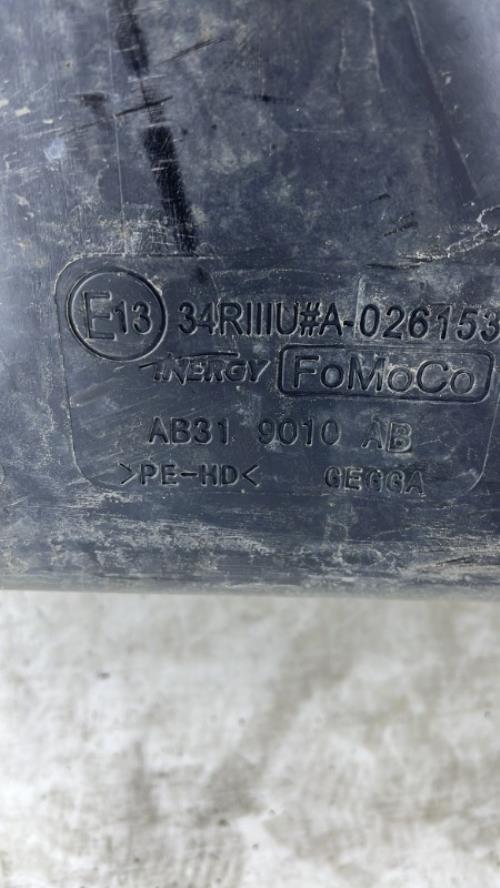 E13 34RIIIU#A-026153
INERGY FoMoCo
AB31 9010 AB
>PE-HD< GEGGA